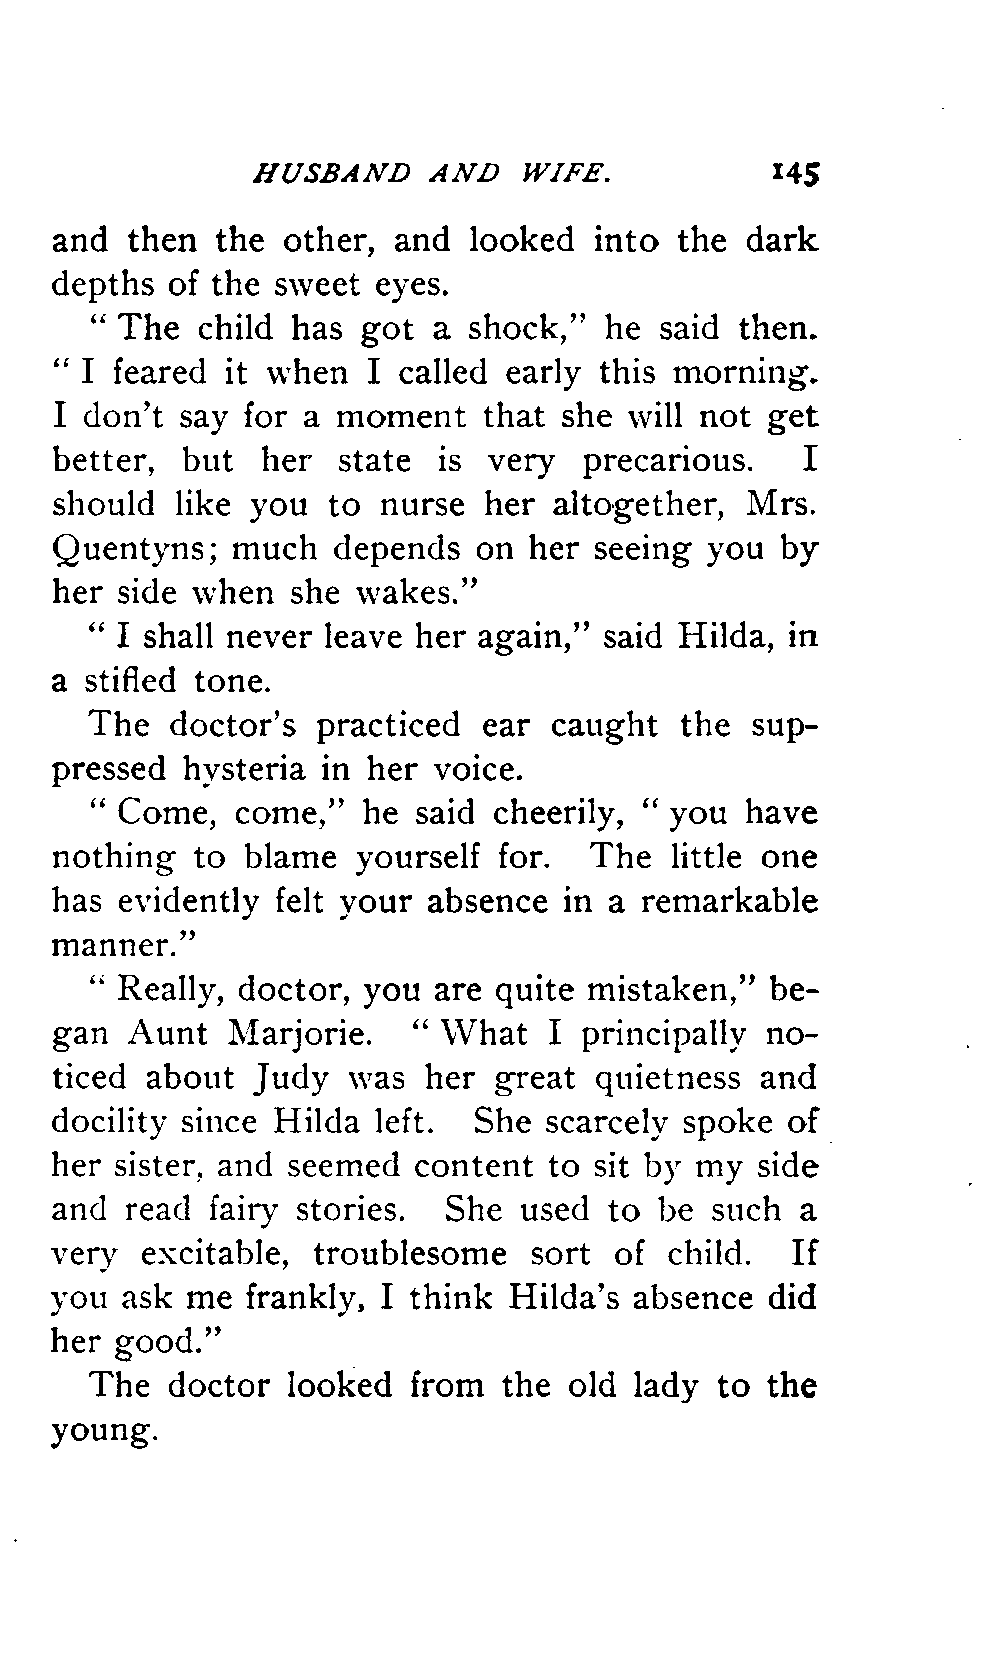 HUSBAND AND WIFE. 145
and then the other, and looked into the dark
depths of the sweet eyes.
“ The child has got a shock,” he said then.
“ I feared it when I called early this morning.
I don’t say for a moment that she will not get
better, but her state is very precarious. I
should like you to nurse her altogether, Mrs.
Quentyns; much depends on her seeing you by
her side when she wakes.”
“ I shall never leave her again,” said Hilda, in
a stifled tone.
The doctor’s practiced ear caught the sup-
pressed hysteria in her voice.
“ Come, come,” he said cheerily, “ you have
nothing to blame yourself for. The little one
has evidently felt your absence in a remarkable
manner.”
“ Really, doctor, you are quite mistaken,” be-
gan Aunt Marjorie. “ What I principally no-
ticed about Judy was her great quietness and
docility since Hilda left. She scarcely spoke of
her sister, and seemed content to sit by my side
and read fairy stories. She used to be such a
very excitable, troublesome sort of child. If
you ask me frankly, I think Hilda’s absence did
her good.”
The doctor looked from the old lady to the
young.